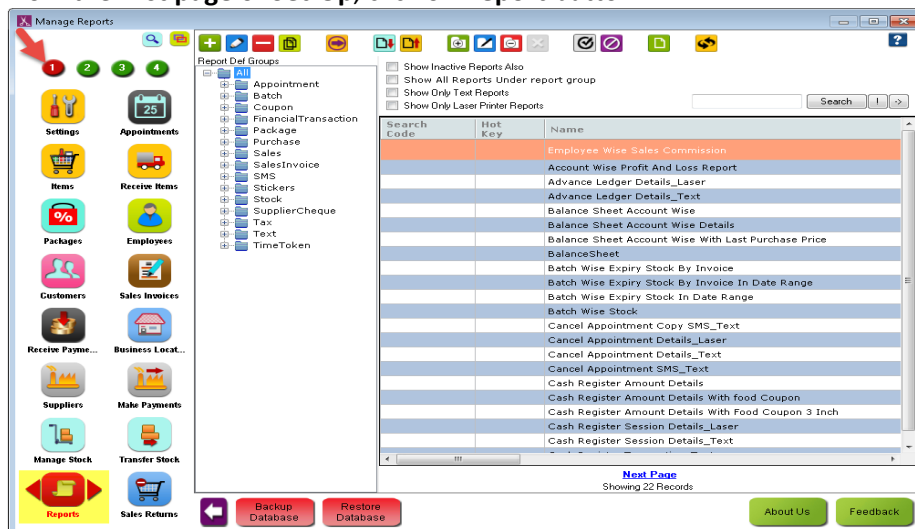 Manage Reports
1 2 3 4
?
Report Def Groups
Settings
Appointments
25
Items
Receive Items
%
Packages
Employees
Customers
Sales Invoices
Receive Payme...
Business Locat...
Suppliers
Make Payments
Manage Stock
Transfer Stock
Reports
Sales Returns
All
Appointment
Batch
Coupon
FinancialTransaction
Package
Purchase
Sales
SalesInvoice
SMS
Stickers
Stock
SupplierCheque
Tax
Text
TimeToken
Show Inactive Reports Also
Show All Reports Under report group
Show Only Text Reports
Show Only Laser Printer Reports
Search ! ->
Search Code Hot Key Name
Employee Wise Sales Commission
Account Wise Profit And Loss Report
Advance Ledger Details_Laser
Advance Ledger Details_Text
Balance Sheet Account Wise
Balance Sheet Account Wise Details
Balance Sheet Account Wise With Last Purchase Price
BalanceSheet
Batch Wise Expiry Stock By Invoice
Batch Wise Expiry Stock By Invoice In Date Range
Batch Wise Expiry Stock In Date Range
Batch Wise Stock
Cancel Appointment Copy SMS_Text
Cancel Appointment Details_Laser
Cancel Appointment Details_Text
Cancel Appointment SMS_Text
Cash Register Amount Details
Cash Register Amount Details With food Coupon
Cash Register Amount Details With Food Coupon 3 Inch
Cash Register Session Details_Laser
Cash Register Session Details_Text
Next Page
Showing 22 Records
Backup Database
Restore Database
About Us
Feedback